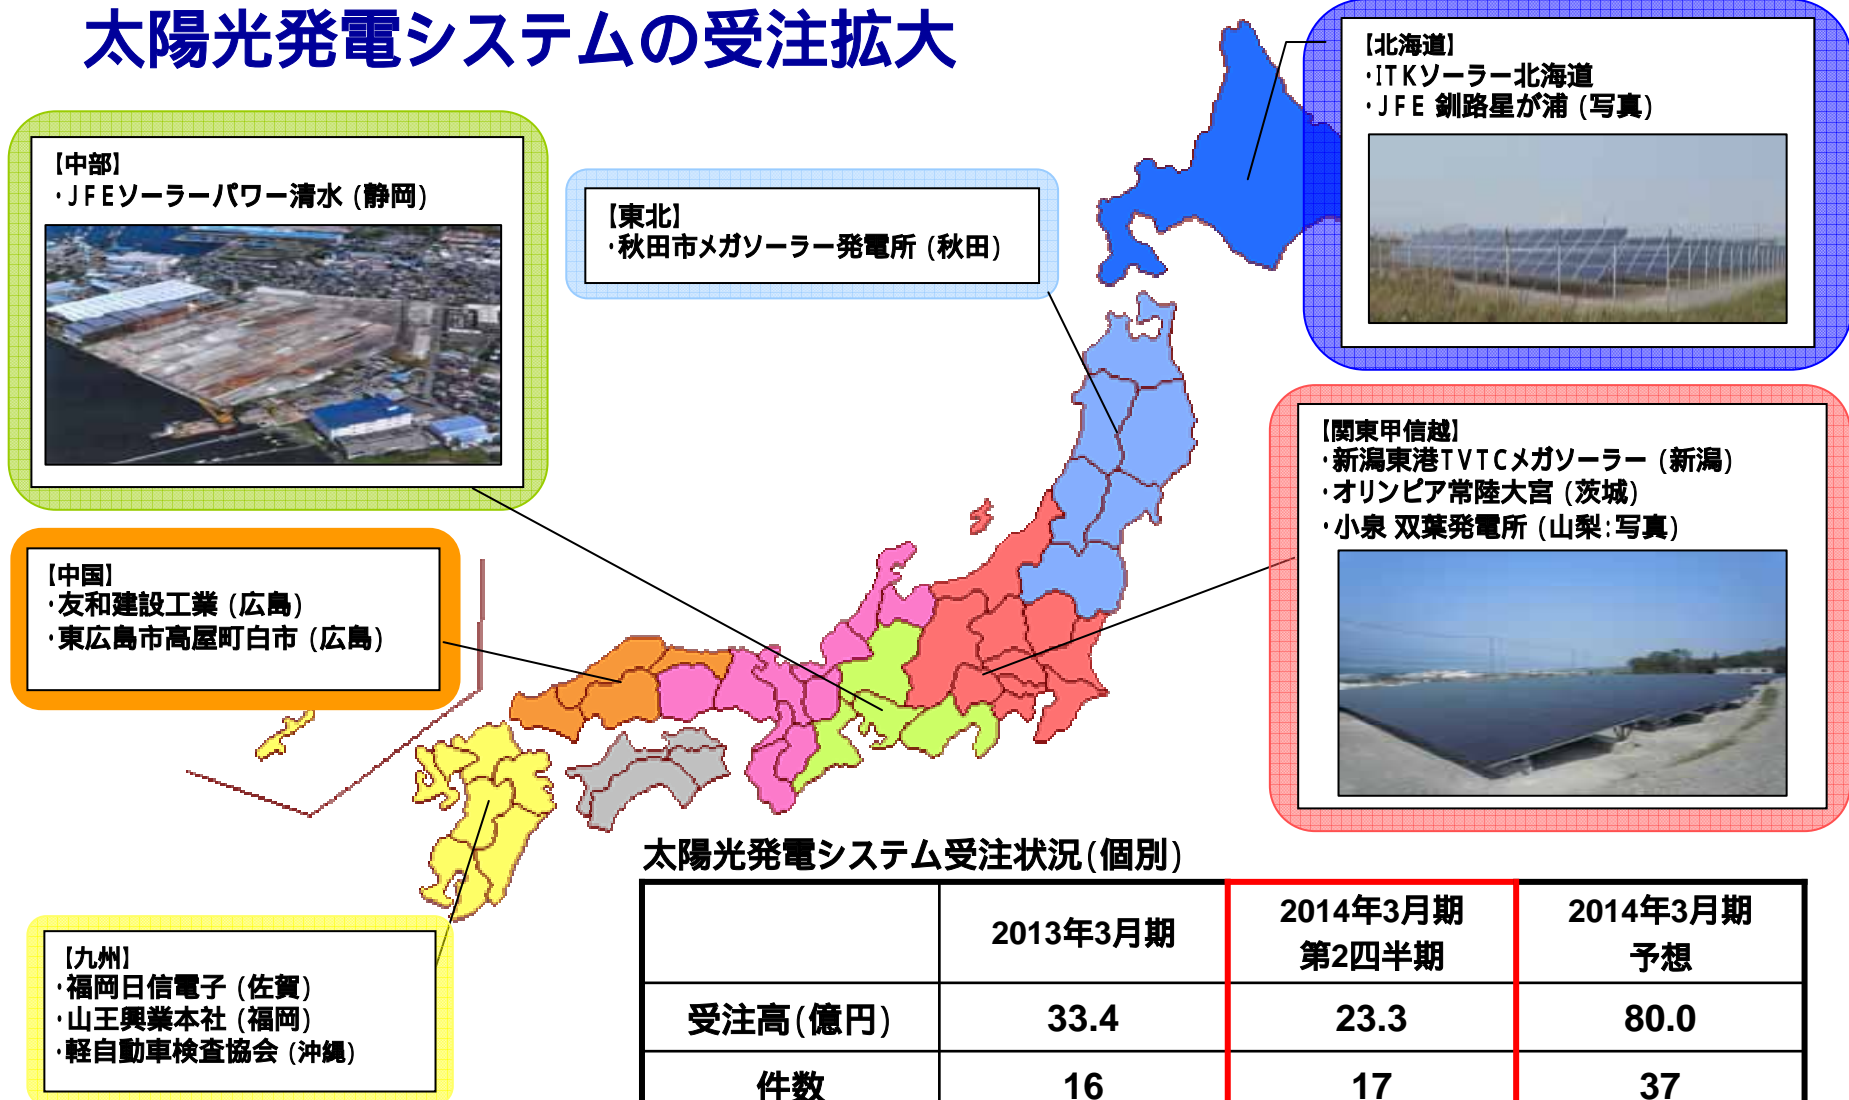 太陽光発電システムの受注拡大
【北海道】
・ITKソーラー北海道
・JFE 釧路星が浦 (写真)
【中部】
・JFEソーラーパワー清水 (静岡)
【東北】
・秋田市メガソーラー発電所 (秋田)
【関東甲信越】
・新潟東港TVTCメガソーラー (新潟)
・オリンピア常陸大宮 (茨城)
・小泉 双葉発電所 (山梨:写真)
【中国】
・友和建設工業 (広島)
・東広島市高屋町白市 (広島)
【九州】
・福岡日信電子 (佐賀)
・山王興業本社 (福岡)
・軽自動車検査協会 (沖縄)
太陽光発電システム受注状況(個別)
2013年3月期 2014年3月期 第2四半期 2014年3月期 予想
受注高(億円) 33.4 23.3 80.0
件数 16 17 37